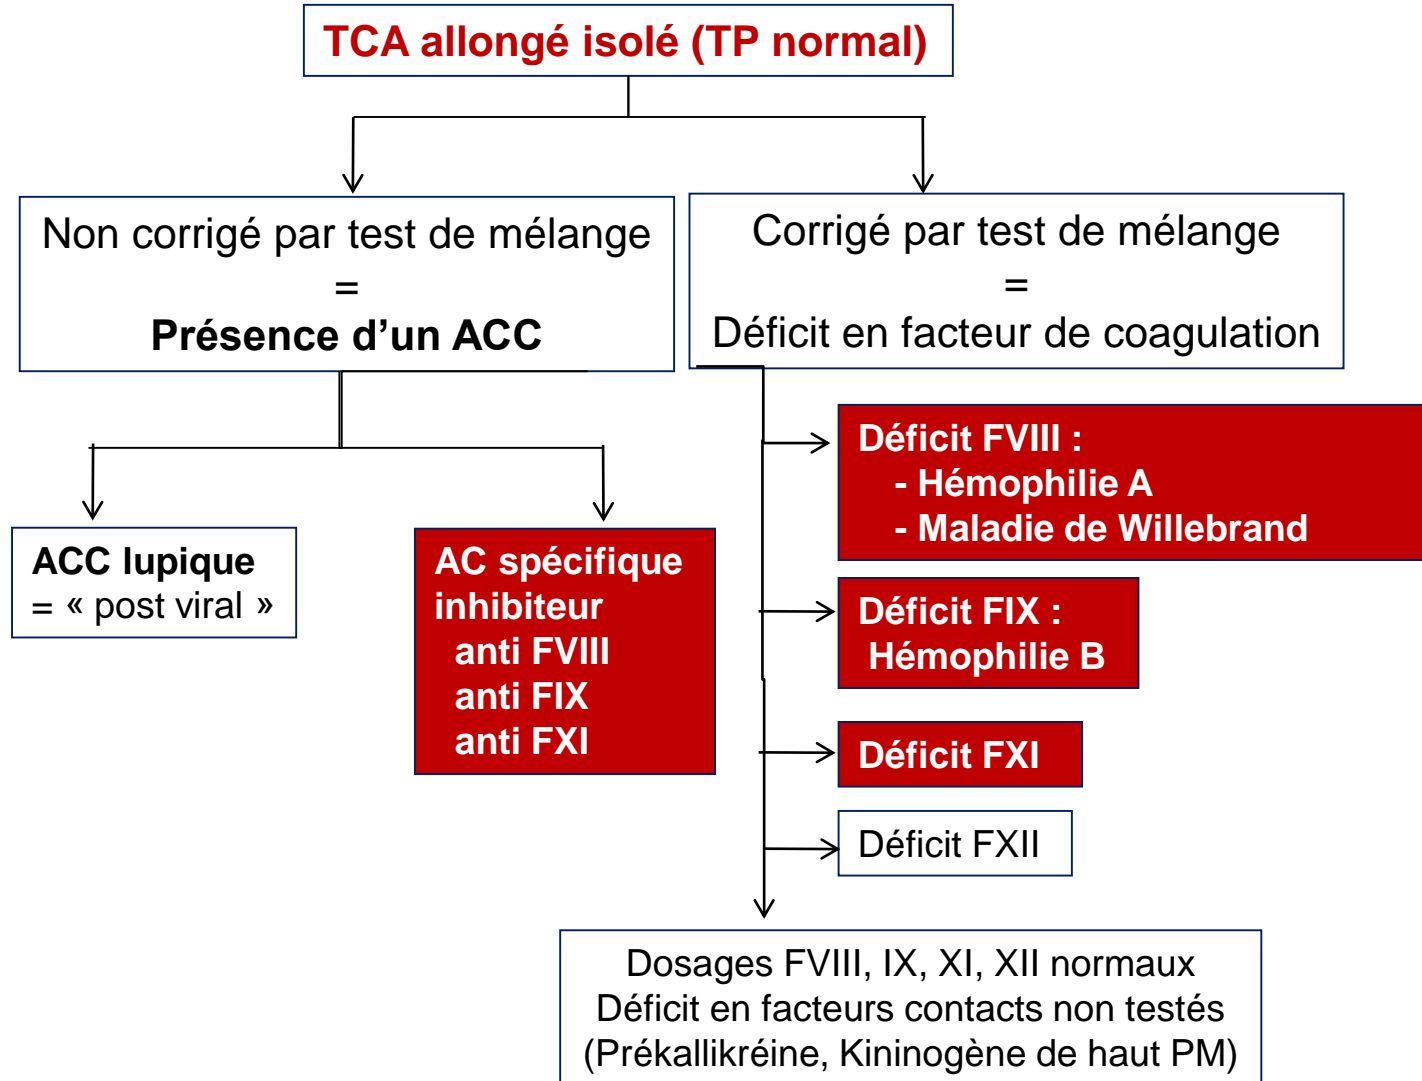 TCA allongé isolé (TP normal)
Non corrigé par test de mélange
=
Présence d’un ACC
Corrigé par test de mélange
=
Déficit en facteur de coagulation
ACC lupique
= « post viral »
AC spécifique
inhibiteur
anti FVIII
anti FIX
anti FXI
Déficit FVIII :
- Hémophilie A
- Maladie de Willebrand
Déficit FIX :
Hémophilie B
Déficit FXI
Déficit FXII
Dosages FVIII, IX, XI, XII normaux
Déficit en facteurs contacts non testés
(Prékallikréine, Kininogène de haut PM)